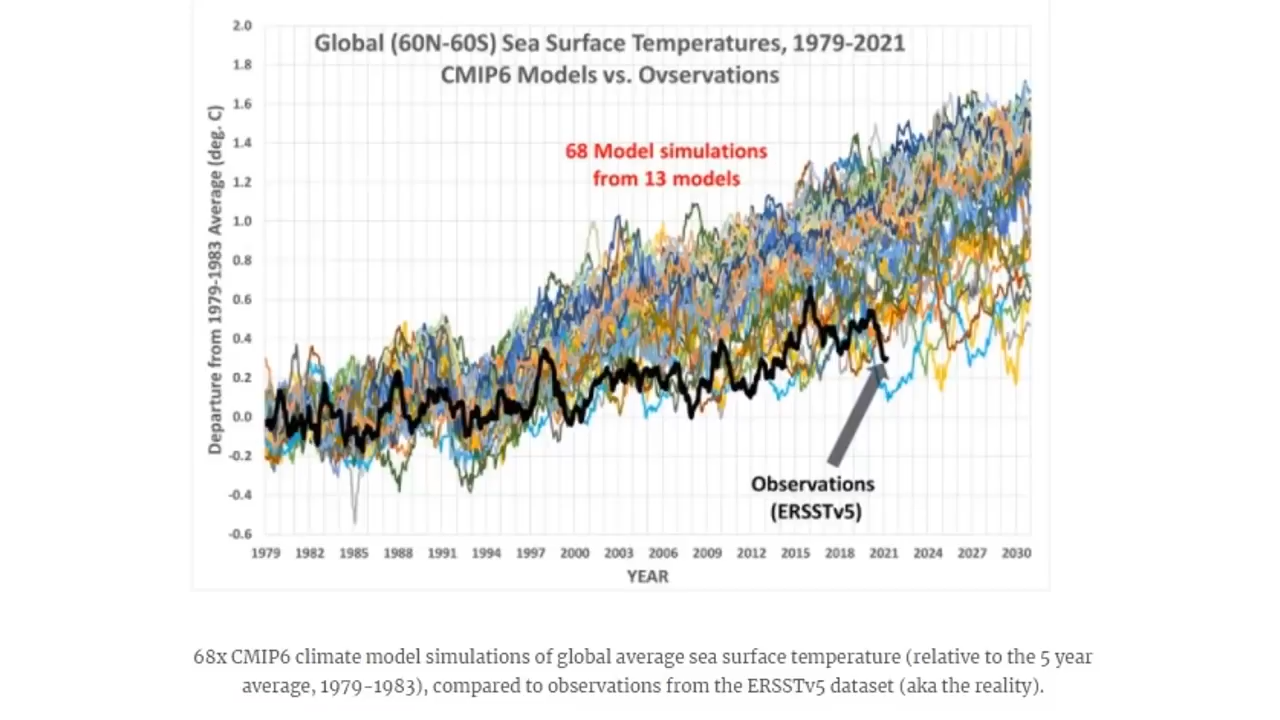 Global (60N-60S) Sea Surface Temperatures, 1979-2021
CMIP6 Models vs. Ovservations
68 Model simulations
from 13 models
Departure from 1979-1983 Average (deg. C)
2.0
1.8
1.6
1.4
1.2
1.0
0.8
0.6
0.4
0.2
0.0
-0.2
-0.4
-0.6
Observations
(ERSSTv5)
1979 1982 1985 1988 1991 1994 1997 2000 2003 2006 2009 2012 2015 2018 2021 2024 2027 2030
YEAR
68x CMIP6 climate model simulations of global average sea surface temperature (relative to the 5 year
average, 1979-1983), compared to observations from the ERSSTv5 dataset (aka the reality).